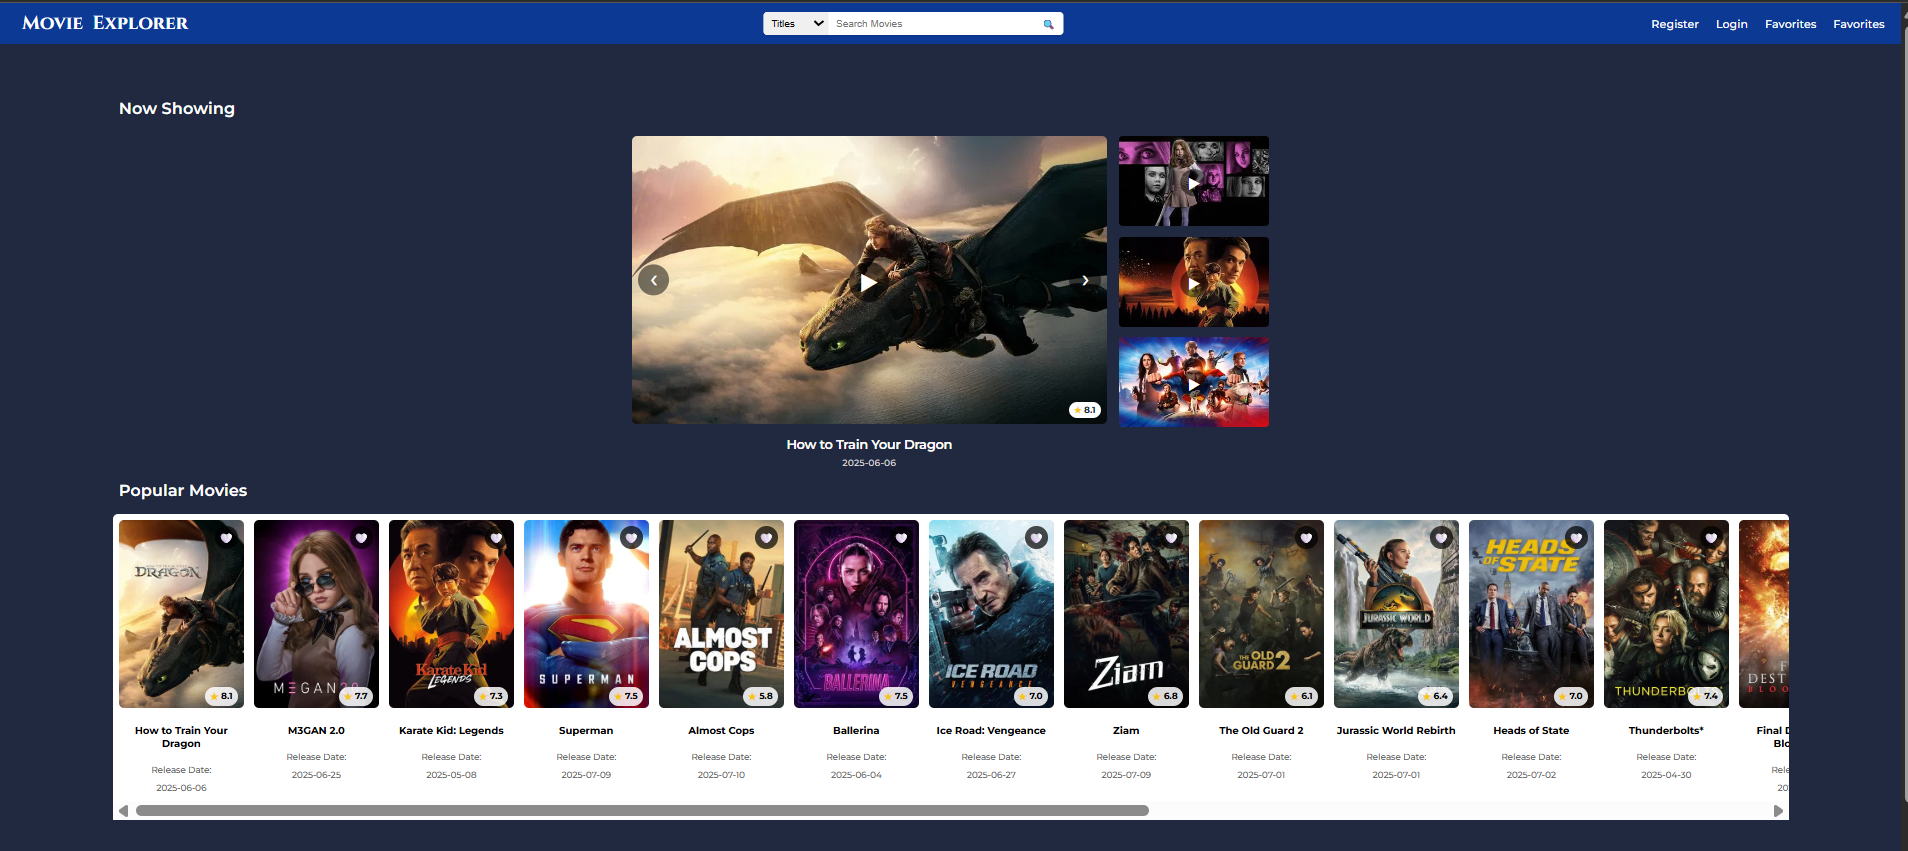 Movie Explorer
Titles
Search Movies
Register Login Favorites Favorites
Now Showing
8.1
How to Train Your Dragon
2025-06-06
Popular Movies
DRAGON
8.1
M3GAN
7.7
Karate Kid
LEGENDS
7.3
SUPERMAN
7.5
ALMOST
COPS
5.8
BALLERINA
7.5
ICE ROAD
VENGEANCE
7.0
Ziam
6.8
THE OLD
GUARD 2
6.1
JURASSIC WORLD
6.4
HEADS
OF STATE
7.0
THUNDERBO
7.4
F
DEST
BLOO
How to Train Your
Dragon
Release Date:
2025-06-06
M3GAN 2.0
Release Date:
2025-06-25
Karate Kid: Legends
Release Date:
2025-05-08
Superman
Release Date:
2025-07-09
Almost Cops
Release Date:
2025-07-10
Ballerina
Release Date:
2025-06-04
Ice Road: Vengeance
Release Date:
2025-06-27
Ziam
Release Date:
2025-07-09
The Old Guard 2
Release Date:
2025-07-01
Jurassic World Rebirth
Release Date:
2025-07-01
Heads of State
Release Date:
2025-07-02
Thunderbolts*
Release Date:
2025-04-30
Final D
Blo
Rele
20